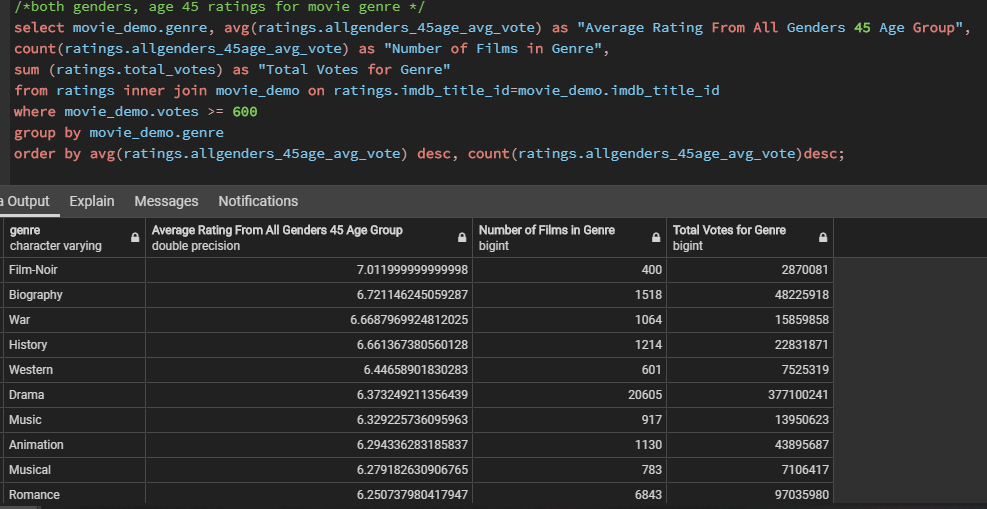 /*both genders, age 45 ratings for movie genre */
select movie_demo.genre, avg(ratings.allgenders_45age_avg_vote) as "Average Rating From All Genders 45 Age Group",
count(ratings.allgenders_45age_avg_vote) as "Number of Films in Genre",
sum (ratings.total_votes) as "Total Votes for Genre"
from ratings inner join movie_demo on ratings.imdb_title_id=movie_demo.imdb_title_id
where movie_demo.votes >= 600
group by movie_demo.genre
order by avg(ratings.allgenders_45age_avg_vote) desc, count(ratings.allgenders_45age_avg_vote)desc;
a Output Explain Messages Notifications
genre Average Rating From All Genders 45 Age Group Number of Films in Genre Total Votes for Genre
character varying double precision bigint bigint
Film-Noir 7.011999999999998 400 2870081
Biography 6.721146245059287 1518 48225918
War 6.6687969924812025 1064 15859858
History 6.661367380560128 1214 22831871
Western 6.44658901830283 601 7525319
Drama 6.373249211356439 20605 377100241
Music 6.329225736095963 917 13950623
Animation 6.294336283185837 1130 43895687
Musical 6.279182630906765 783 7106417
Romance 6.250737980417947 6843 97035980